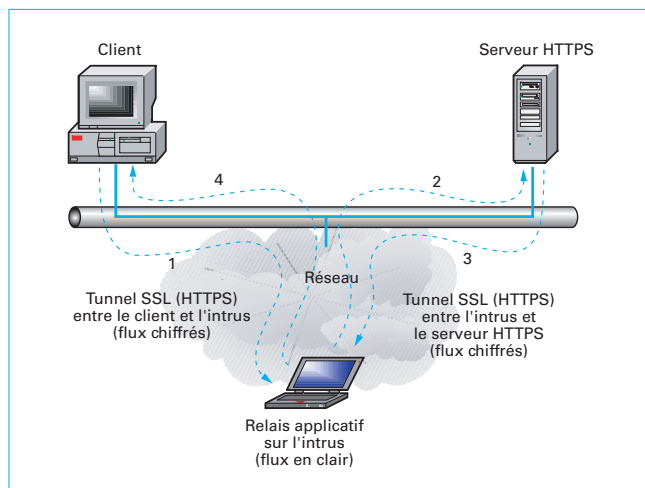 Client
Serveur HTTPS
4
2
1
3
Réseau
Tunnel SSL (HTTPS)
entre le client et l'intrus
(flux chiffrés)
Tunnel SSL (HTTPS)
entre l'intrus et
le serveur HTTPS
(flux chiffrés)
Relais applicatif
sur l'intrus
(flux en clair)